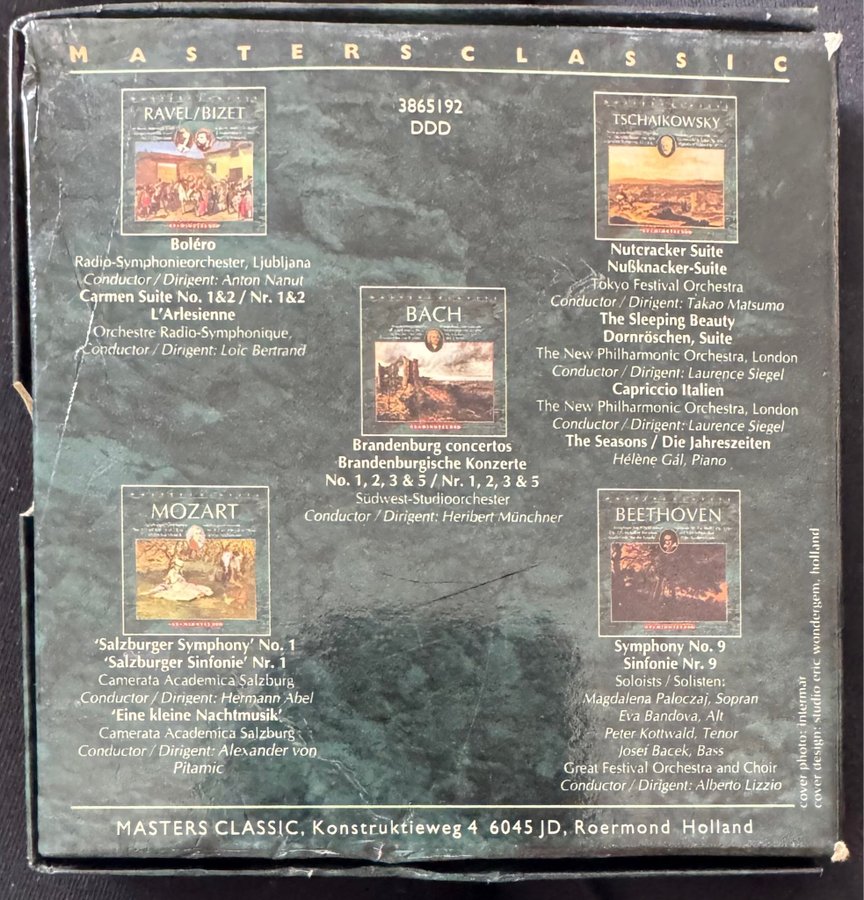 MASTERS CLASSIC
3865192
DDD
RAVEL/BIZET
Boléro
Radio-Symphonieorchester, Ljubljana
Conductor / Dirigent: Anton Nanut
Carmen Suite No. 1&2 / Nr. 1&2
L'Arlesienne
Orchestre Radio-Symphonique,
Conductor / Dirigent: Loic Bertrand
TSCHAIKOWSKY
Nutcracker Suite
Nußknacker-Suite
Tokyo Festival Orchestra
Conductor / Dirigent: Takao Matsumo
The Sleeping Beauty
Dornröschen, Suite
The New Philharmonic Orchestra, London
Conductor / Dirigent: Laurence Siegel
Capriccio Italien
The New Philharmonic Orchestra, London
Conductor / Dirigent: Laurence Siegel
The Seasons / Die Jahreszeiten
Hélène Gál, Piano
BACH
Brandenburg concertos
Brandenburgische Konzerte
No. 1, 2, 3 & 5 / Nr. 1, 2, 3 & 5
Südwest-Studioorchester
Conductor / Dirigent: Heribert Münchner
MOZART
'Salzburger Symphony' No. 1
'Salzburger Sinfonie' Nr. 1
Camerata Academica Salzburg
Conductor / Dirigent: Hermann Abel
'Eine kleine Nachtmusik'
Camerata Academica Salzburg
Conductor / Dirigent: Alexander von
Pitamic
BEETHOVEN
Symphony No. 9
Sinfonie Nr. 9
Soloists / Solisten:
Magdalena Paloczaj, Sopran
Eva Bandova, Alt
Peter Kottwald, Tenor
Josef Bacek, Bass
Great Festival Orchestra and Choir
Conductor / Dirigent: Alberto Lizzio
cover photo: intermar
cover design: studio eric wondergem, holland
MASTERS CLASSIC, Konstruktieweg 4 6045 JD, Roermond Holland